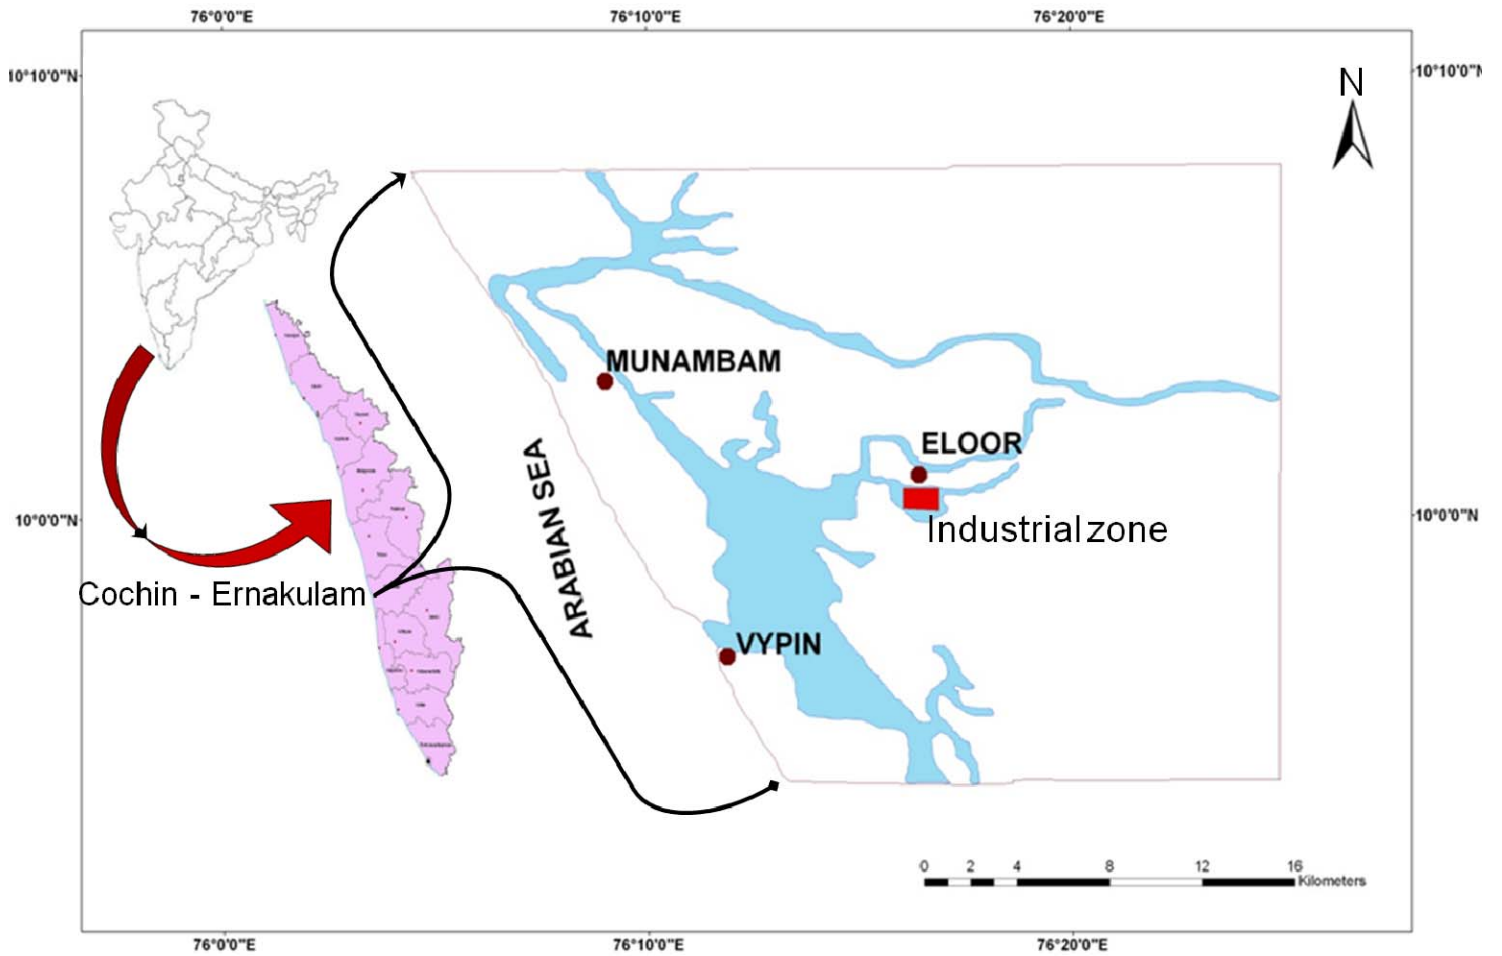 76°0'0"E
76°10'0"E
76°20'0"E
10°10'0"N
10°10'0"N
N
MUNAMBAM
ELOOR
ARABIAN SEA
10°0'0"N
10°0'0"N
Industrial zone
Cochin - Ernakulam
VYPIN
0 2 4 8 12 16
Kilometers
76°0'0"E
76°10'0"E
76°20'0"E